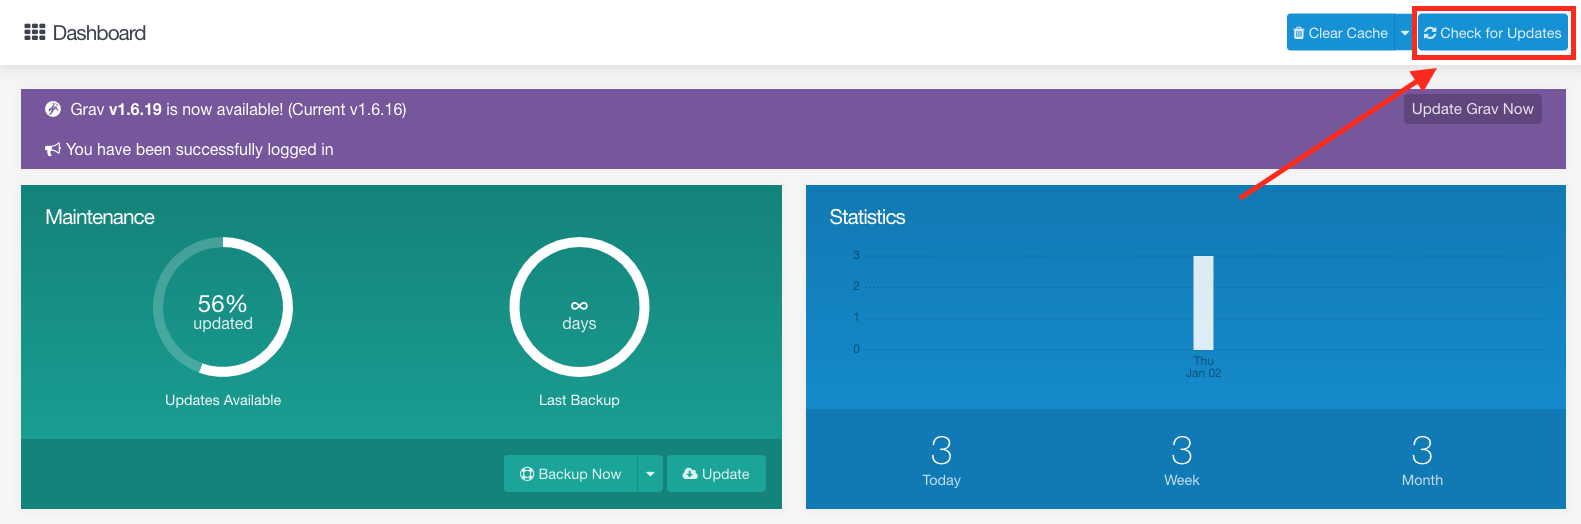 Dashboard
Clear Cache
Check for Updates
Grav v1.6.19 is now available! (Current v1.6.16)
Update Grav Now
You have been successfully logged in
Maintenance
56%
updated
Updates Available
∞
days
Last Backup
Backup Now
Update
Statistics
3
2
1
0
Thu
Jan 02
3
Today
3
Week
3
Month